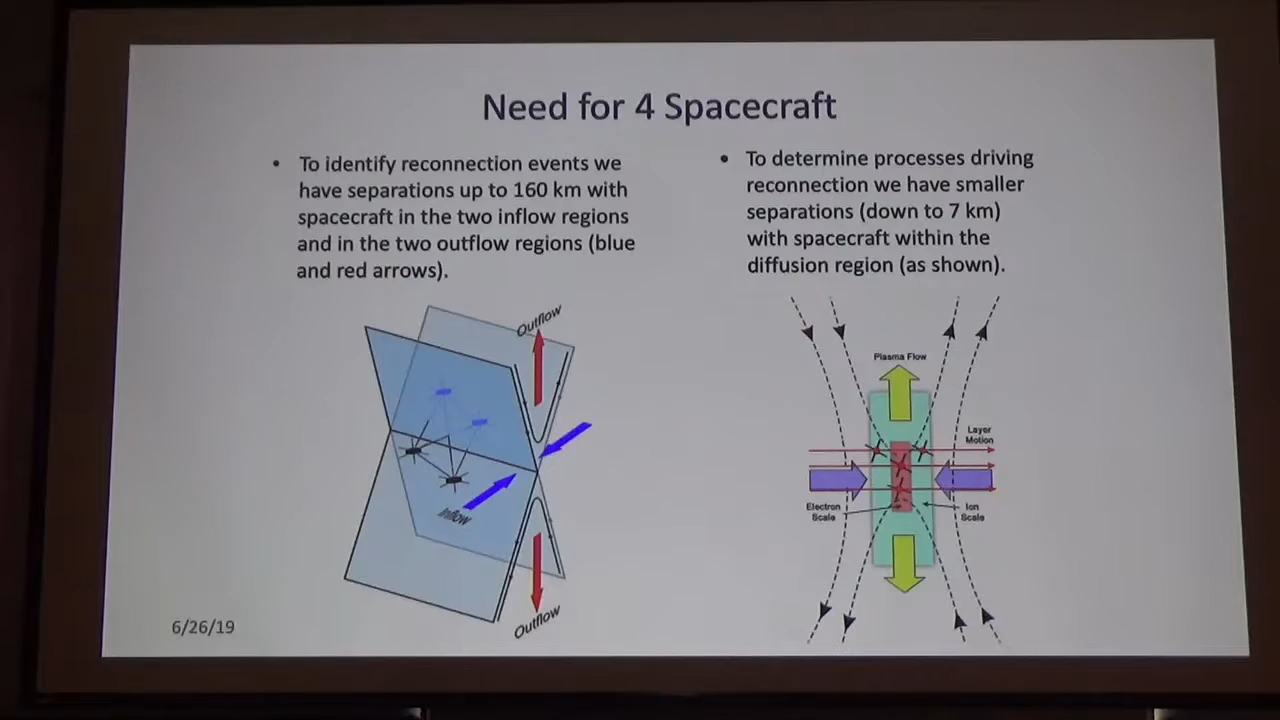 Need for 4 Spacecraft
• To identify reconnection events we
have separations up to 160 km with
spacecraft in the two inflow regions
and in the two outflow regions (blue
and red arrows).
• To determine processes driving
reconnection we have smaller
separations (down to 7 km)
with spacecraft within the
diffusion region (as shown).
Outflow
Inflow
Outflow
Plasma Flow
Layer
Motion
Electron
Scale
Ion
Scale
6/26/19